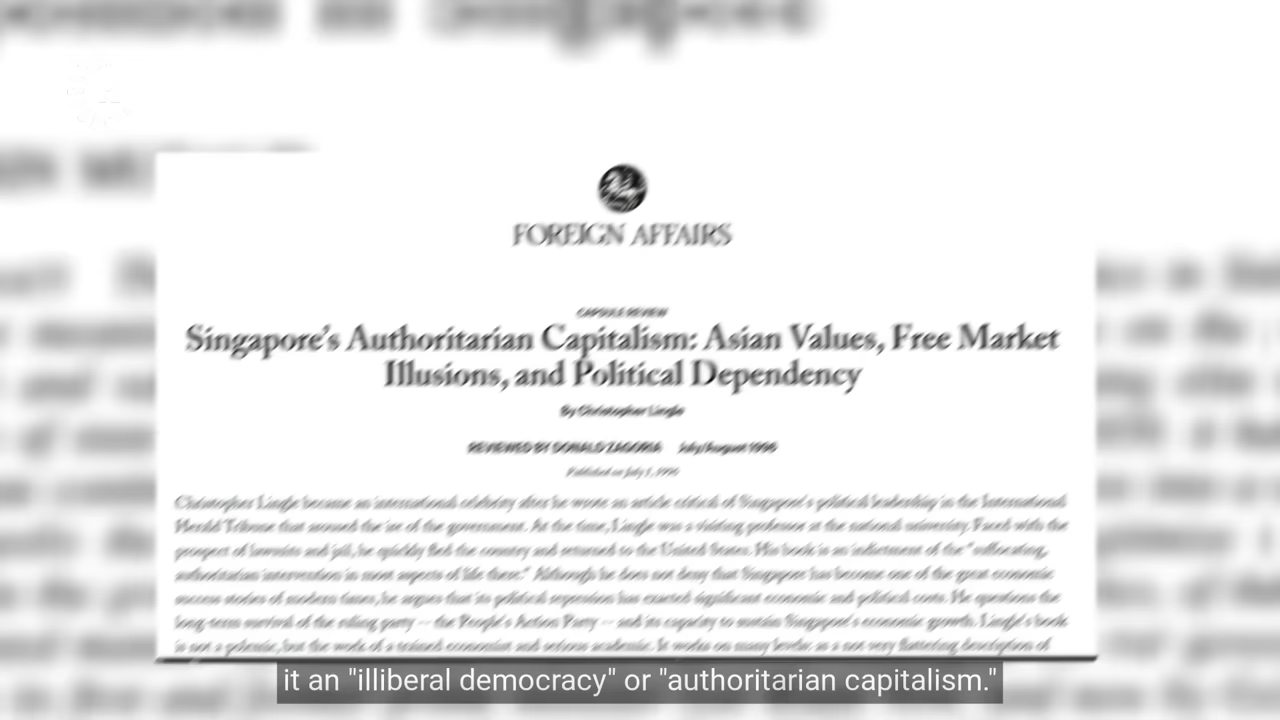 FOREIGN AFFAIRS
CAPSULE REVIEW
Singapore's Authoritarian Capitalism: Asian Values, Free Market
Illusions, and Political Dependency
By Christopher Lingle
REVIEWED BY DONALD ZAGORIA July/August 1996
Published on July 1, 1996
Christopher Lingle became an international celebrity after he wrote an article critical of Singapore's political leadership in the International
Herald Tribune that aroused the ire of the government. At the time, Lingle was a visiting professor at the national university. Faced with the
prospect of lawsuits and jail, he quickly fled the country and returned to the United States. His book is an indictment of the "suffocating,
authoritarian intervention in most aspects of life there." Although he does not deny that Singapore has become one of the great economic
success stories of modern times, he argues that its political repression has exacted significant economic and political costs. He questions the
long-term survival of the ruling party -- the People's Action Party -- and its capacity to sustain Singapore's economic growth. Lingle's book
is not a polemic, but the work of a trained economist and serious academic. It works on many levels: as a not very flattering description of
it an "illiberal democracy" or "authoritarian capitalism."